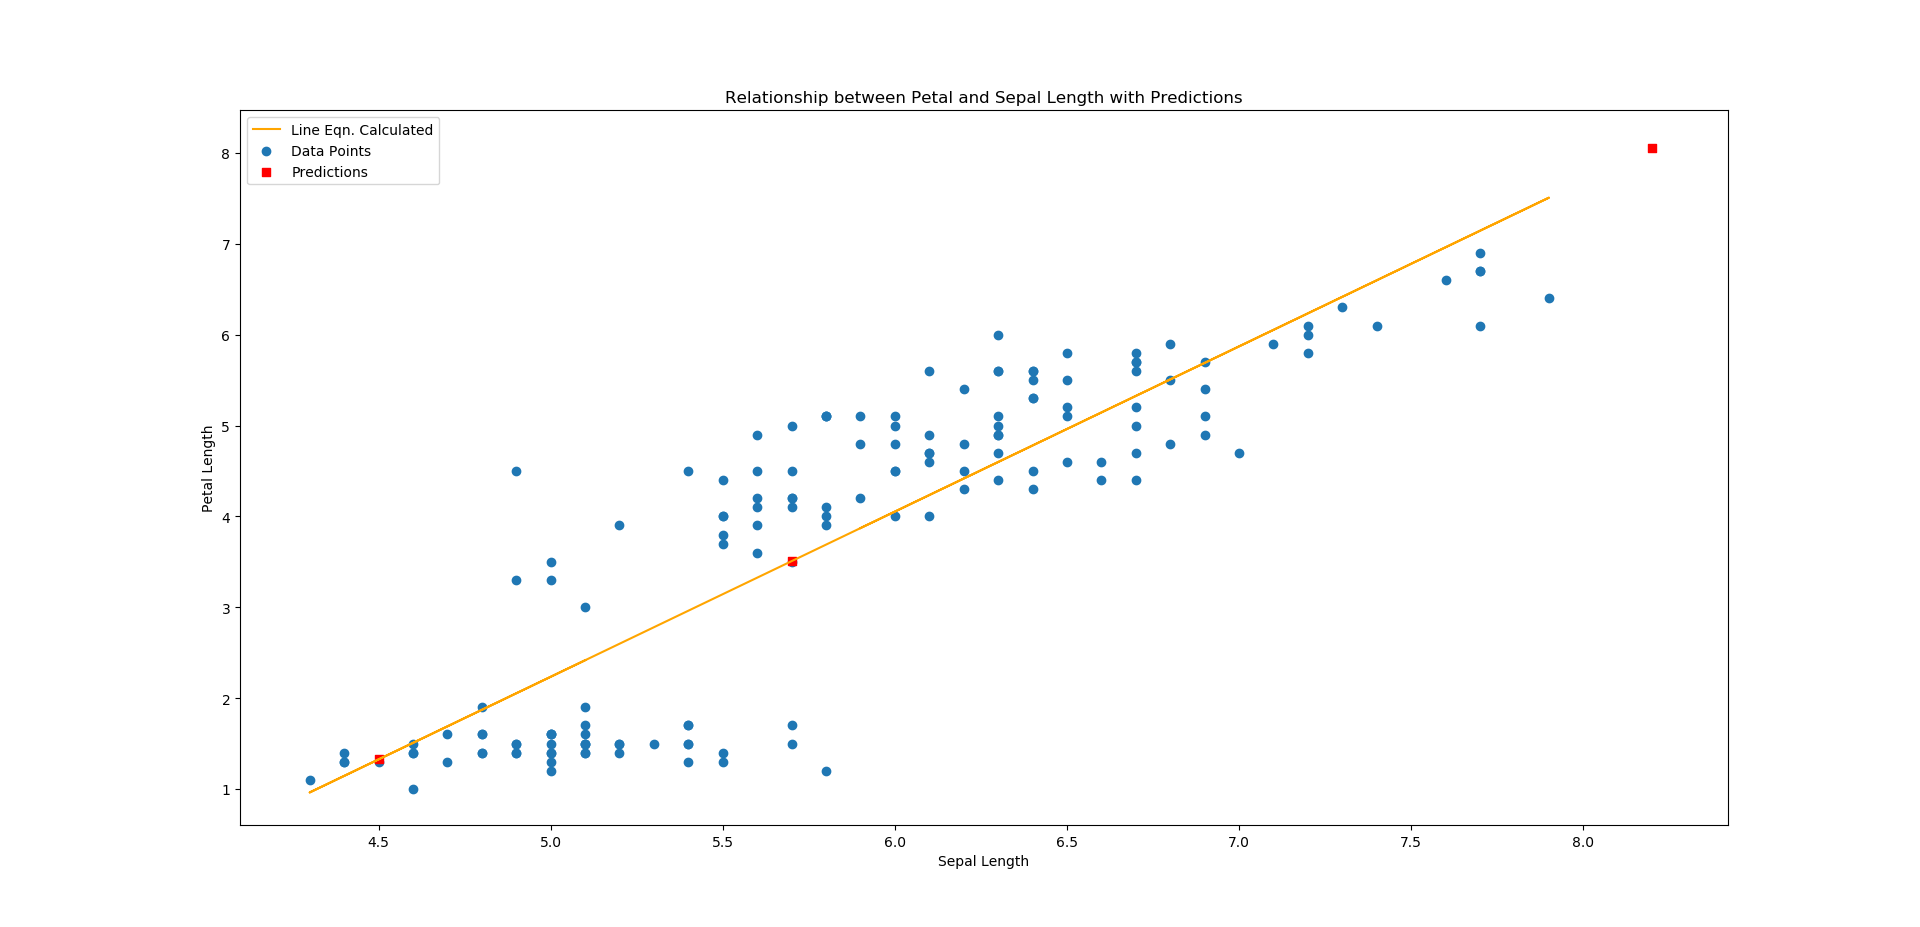 Relationship between Petal and Sepal Length with Predictions
Line Eqn. Calculated
Data Points
Predictions
8
7
6
5
4
3
2
1
Petal Length
4.5 5.0 5.5 6.0 6.5 7.0 7.5 8.0
Sepal Length